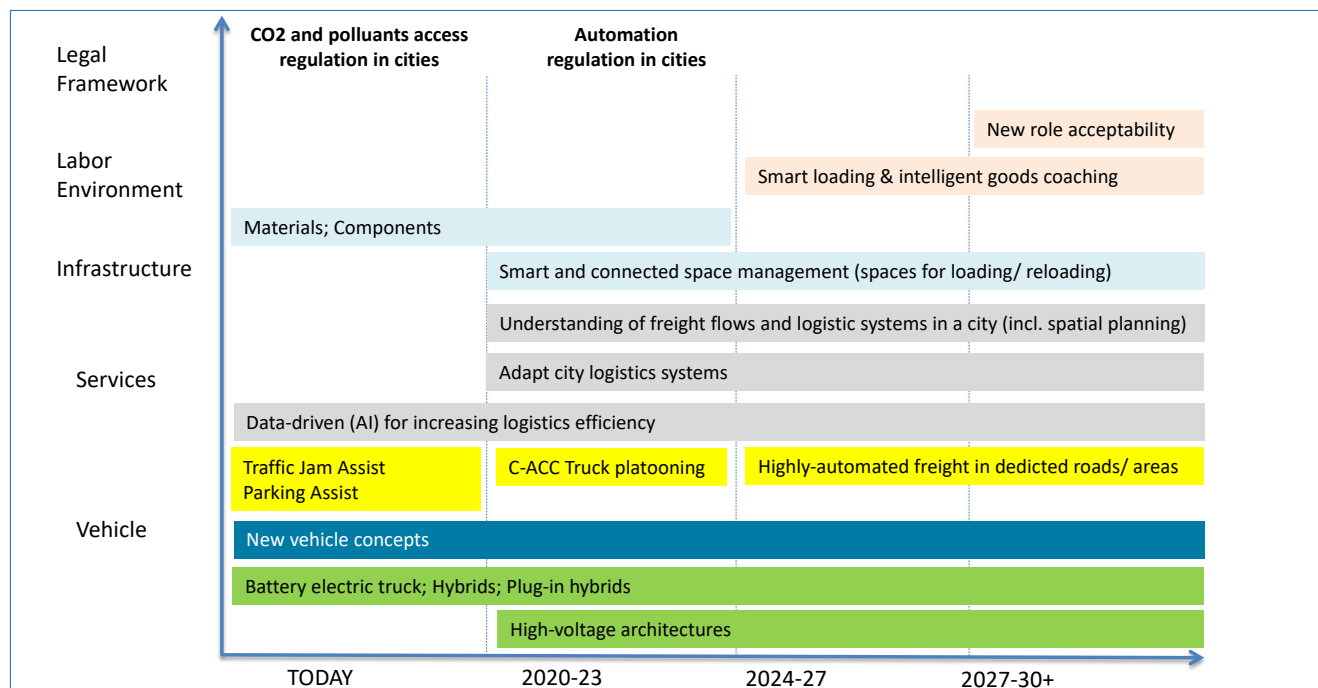 CO2 and polluants access
regulation in cities
Automation
regulation in cities
Legal
Framework
New role acceptability
Labor
Environment
Smart loading & intelligent goods coaching
Materials; Components
Infrastructure
Smart and connected space management (spaces for loading/ reloading)
Understanding of freight flows and logistic systems in a city (incl. spatial planning)
Services
Adapt city logistics systems
Data-driven (AI) for increasing logistics efficiency
Traffic Jam Assist
Parking Assist
C-ACC Truck platooning
Highly-automated freight in dedicted roads/ areas
Vehicle
New vehicle concepts
Battery electric truck; Hybrids; Plug-in hybrids
High-voltage architectures
TODAY
2020-23
2024-27
2027-30+